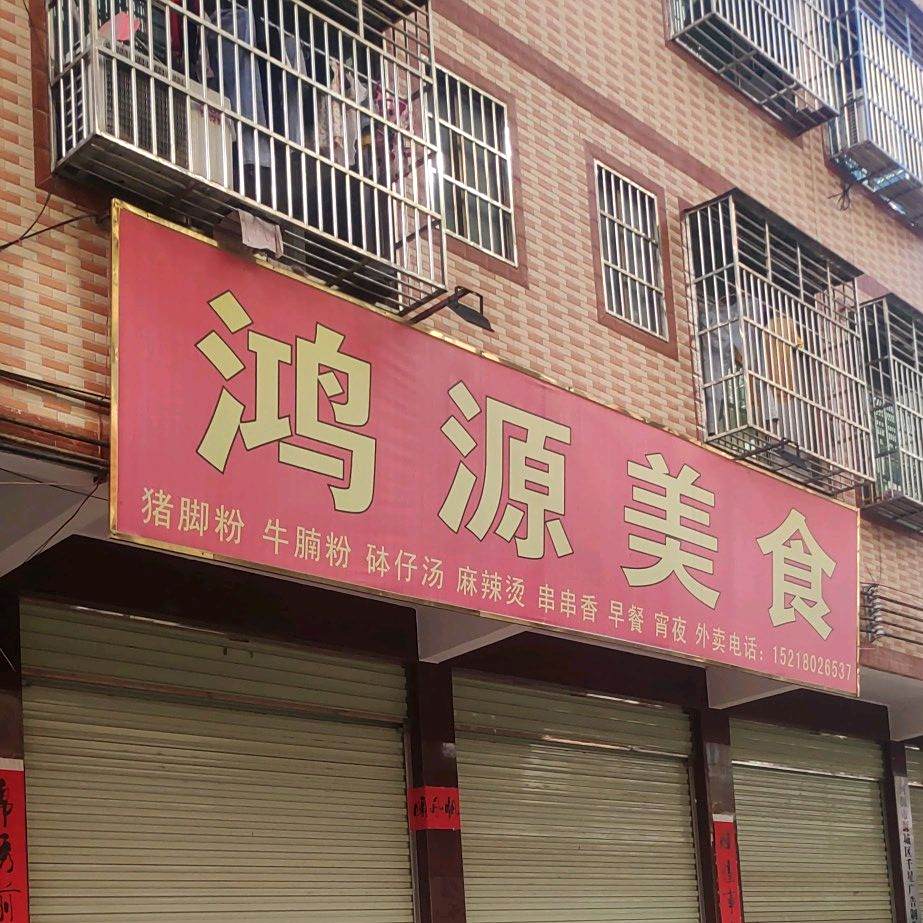 鸿源美食
猪脚粉 牛腩粉 砵仔汤 麻辣烫 串串香 早餐 宵夜 外卖电话：15218026537